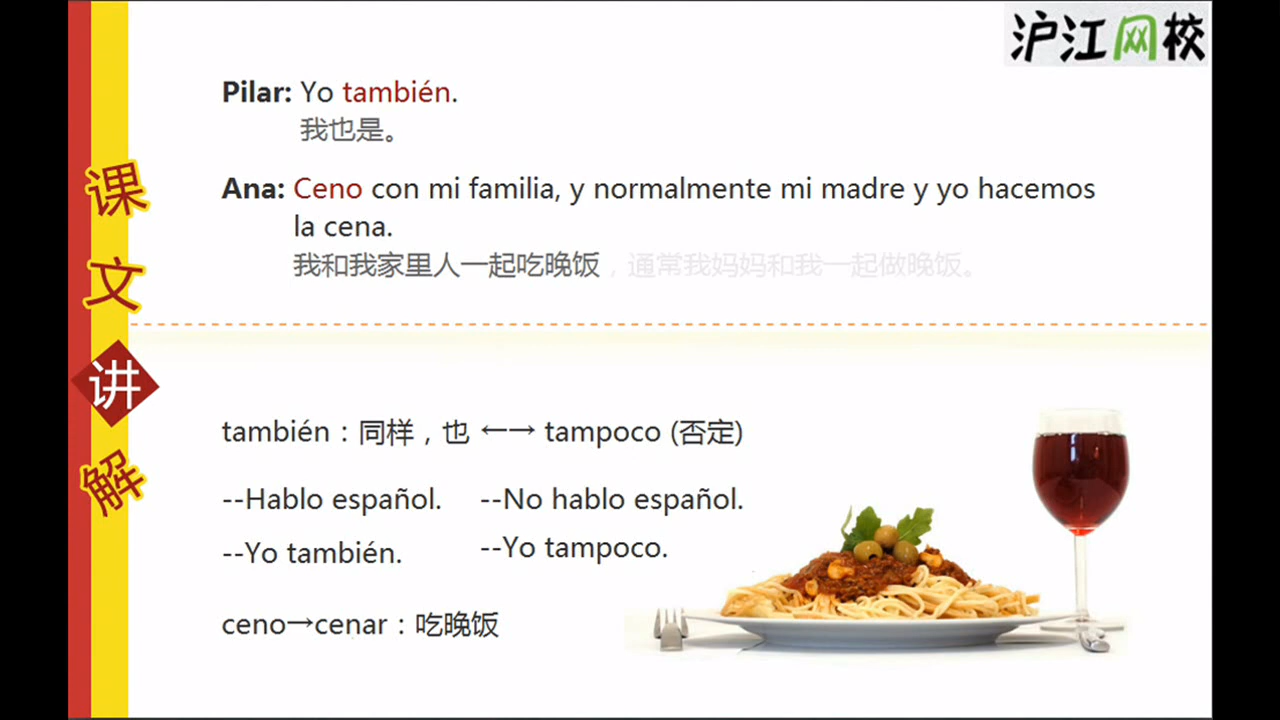 沪江网校
Pilar: Yo también.
我也是。
Ana: Ceno con mi familia, y normalmente mi madre y yo hacemos
la cena.
我和我家里人一起吃晚饭，通常我妈妈和我一起做晚饭。
课文讲解
también：同样，也 ←→ tampoco (否定)
--Hablo español. --No hablo español.
--Yo también. --Yo tampoco.
ceno→cenar：吃晚饭